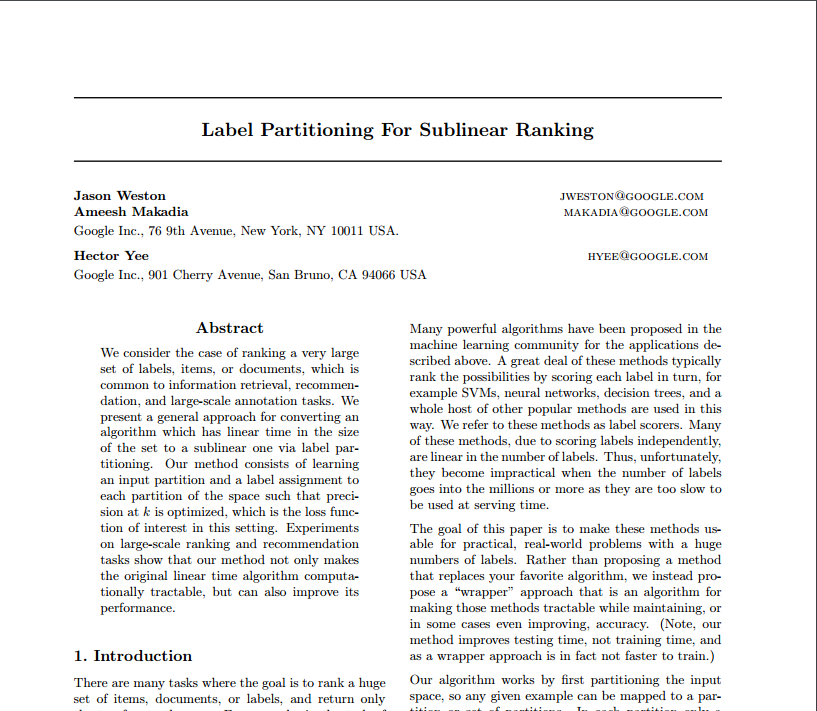 Label Partitioning For Sublinear Ranking
Jason Weston JWESTON@GOOGLE.COM
Ameesh Makadia MAKADIA@GOOGLE.COM
Google Inc., 76 9th Avenue, New York, NY 10011 USA.
Hector Yee HYEE@GOOGLE.COM
Google Inc., 901 Cherry Avenue, San Bruno, CA 94066 USA
Abstract
We consider the case of ranking a very large
set of labels, items, or documents, which is
common to information retrieval, recommen-
dation, and large-scale annotation tasks. We
present a general approach for converting an
algorithm which has linear time in the size
of the set to a sublinear one via label par-
titioning. Our method consists of learning
an input partition and a label assignment to
each partition of the space such that preci-
sion at k is optimized, which is the loss func-
tion of interest in this setting. Experiments
on large-scale ranking and recommendation
tasks show that our method not only makes
the original linear time algorithm computa-
tionally tractable, but can also improve its
performance.
1. Introduction
There are many tasks where the goal is to rank a huge
set of items, documents, or labels, and return only
Many powerful algorithms have been proposed in the
machine learning community for the applications de-
scribed above. A great deal of these methods typically
rank the possibilities by scoring each label in turn, for
example SVMs, neural networks, decision trees, and a
whole host of other popular methods are used in this
way. We refer to these methods as label scorers. Many
of these methods, due to scoring labels independently,
are linear in the number of labels. Thus, unfortunately,
they become impractical when the number of labels
goes into the millions or more as they are too slow to
be used at serving time.
The goal of this paper is to make these methods us-
able for practical, real-world problems with a huge
numbers of labels. Rather than proposing a method
that replaces your favorite algorithm, we instead pro-
pose a “wrapper” approach that is an algorithm for
making those methods tractable while maintaining, or
in some cases even improving, accuracy. (Note, our
method improves testing time, not training time, and
as a wrapper approach is in fact not faster to train.)
Our algorithm works by first partitioning the input
space, so any given example can be mapped to a par-